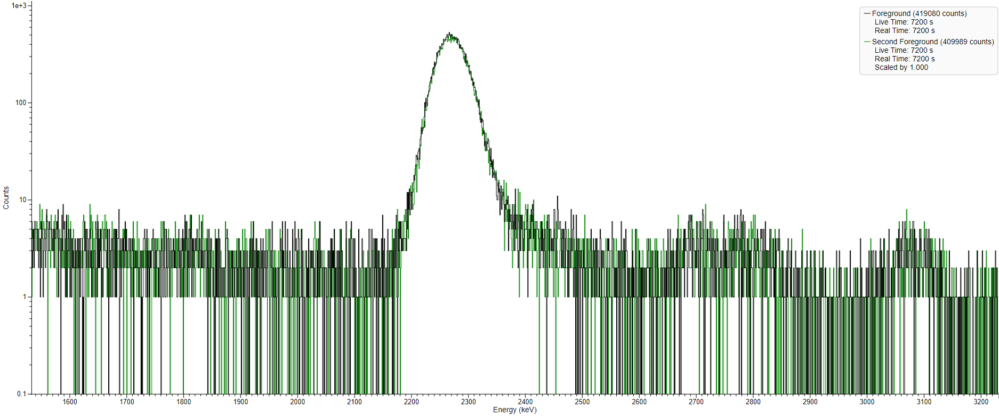 1e+3
100
10
1
0.1
Counts
1600 1700 1800 1900 2000 2100 2200 2300 2400 2500 2600 2700 2800 2900 3000 3100 3200
Energy (keV)
Foreground (419080 counts)
Live Time: 7200 s
Real Time: 7200 s
Second Foreground (409989 counts)
Live Time: 7200 s
Real Time: 7200 s
Scaled by 1.000